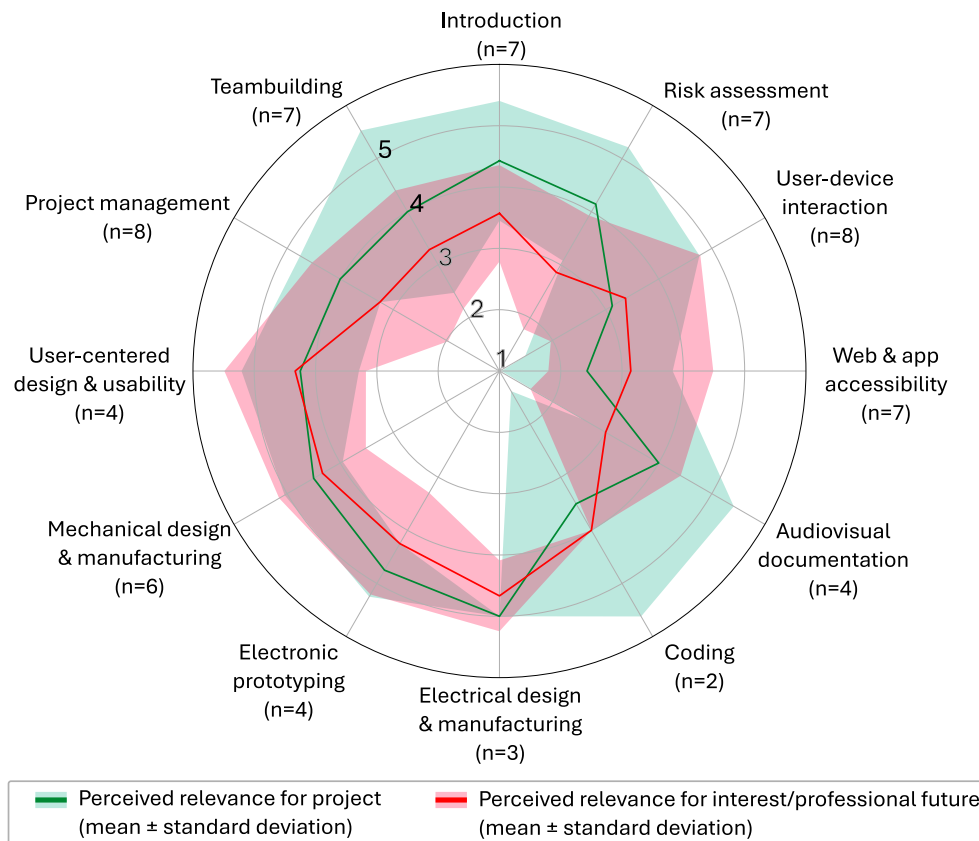 Introduction
(n=7)
Teambuilding
(n=7)
Risk assessment
(n=7)
5
User-device
interaction
(n=8)
Project management
(n=8)
4
3
2
1
User-centered
design & usability
(n=4)
Web & app
accessibility
(n=7)
Mechanical design
& manufacturing
(n=6)
Audiovisual
documentation
(n=4)
Electronic
prototyping
(n=4)
Coding
(n=2)
Electrical design
& manufacturing
(n=3)
Perceived relevance for project
(mean ± standard deviation)
Perceived relevance for interest/professional future
(mean ± standard deviation)